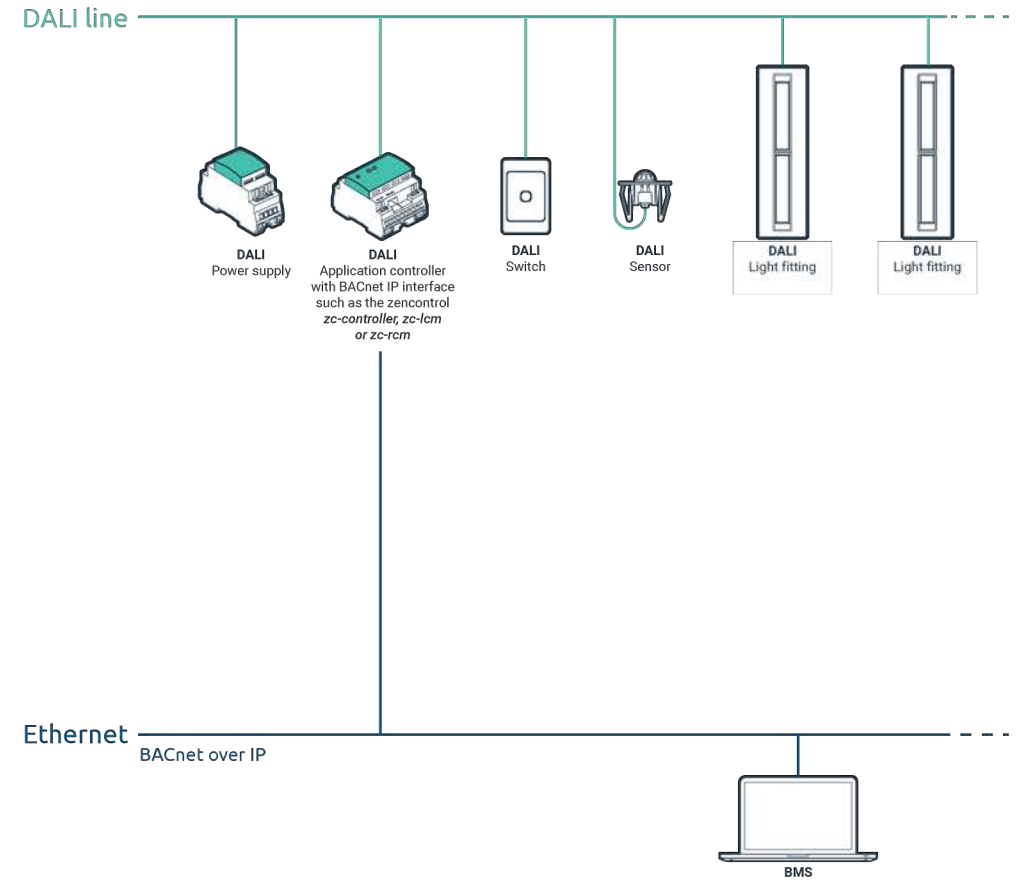 DALI line
DALI
Power supply
DALI
Application controller
with BACnet IP interface
such as the zencontrol
zc-controller, zc-lcm
or zc-rcm
DALI
Switch
DALI
Sensor
DALI
Light fitting
DALI
Light fitting
Ethernet
BACnet over IP
BMS